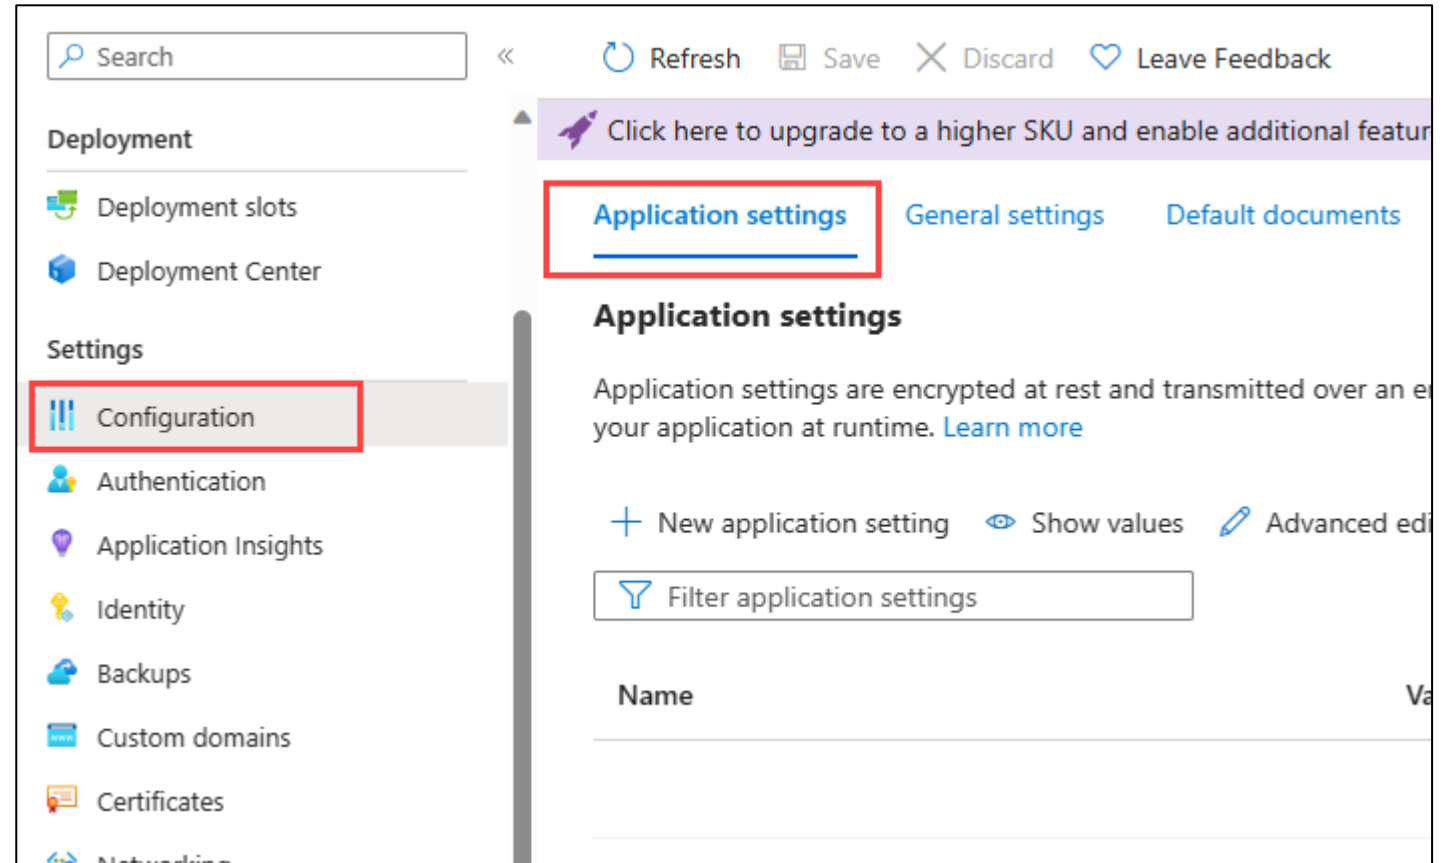 Search
Refresh
Save
Discard
Leave Feedback
Deployment
Deployment slots
Deployment Center
Settings
Configuration
Authentication
Application Insights
Identity
Backups
Custom domains
Certificates
Networking
Click here to upgrade to a higher SKU and enable additional featur
Application settings
General settings
Default documents
Application settings
Application settings are encrypted at rest and transmitted over an
your application at runtime. Learn more
New application setting
Show values
Advanced edi
Filter application settings
Name
Va